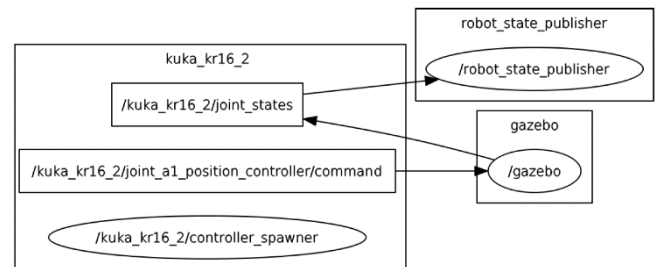 robot_state_publisher
kuka_kr16_2
/robot_state_publisher
/kuka_kr16_2/joint_states
gazebo
/kuka_kr16_2/joint_a1_position_controller/command
/gazebo
/kuka_kr16_2/controller_spawner